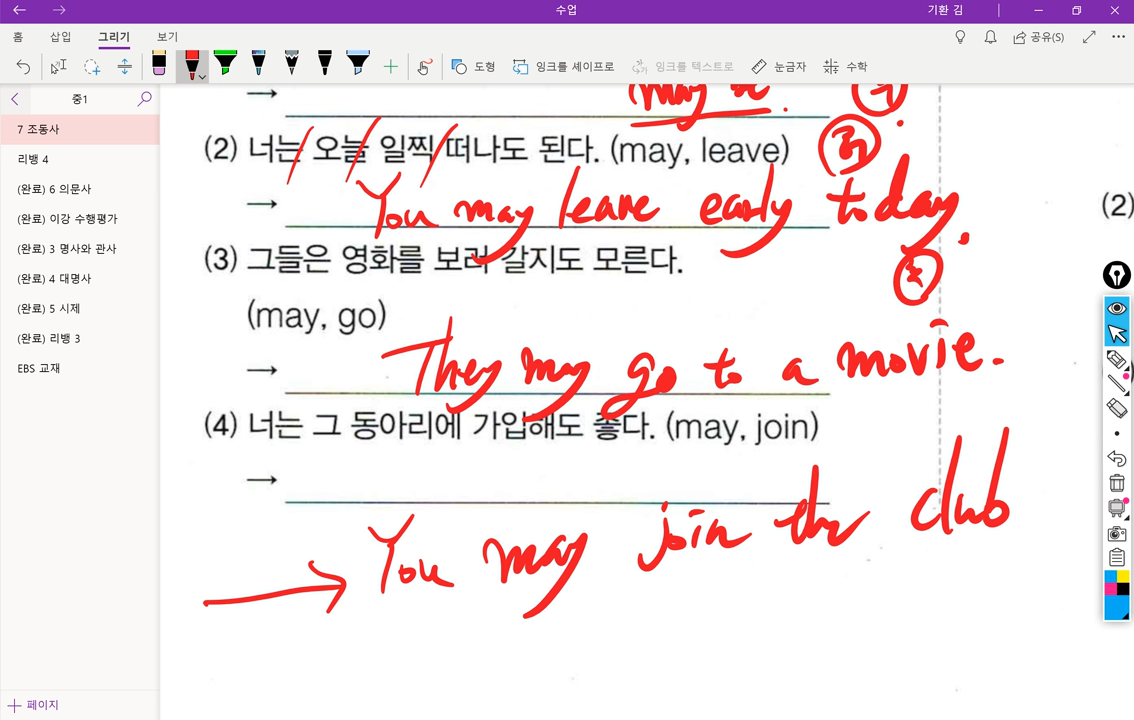 수업
기환 김
홈 삽입 그리기 보기
공유(S)
도형 잉크를 셰이프로 잉크를 텍스트로 눈금자 수학
중1
7 조동사
리뱅 4
(완료) 6 의문사
(완료) 이강 수행평가
(완료) 3 명사와 관사
(완료) 4 대명사
(완료) 5 시제
(완료) 리뱅 3
EBS 교재
페이지
→ may be.
(2) 너는 / 오늘 / 일찍 / 떠나도 된다. (may, leave)
→ You may leave early today.
(2)
(3) 그들은 영화를 보러 갈지도 모른다.
(may, go)
→ They may go to a movie.
(4) 너는 그 동아리에 가입해도 좋다. (may, join)
→
→ You may join the club